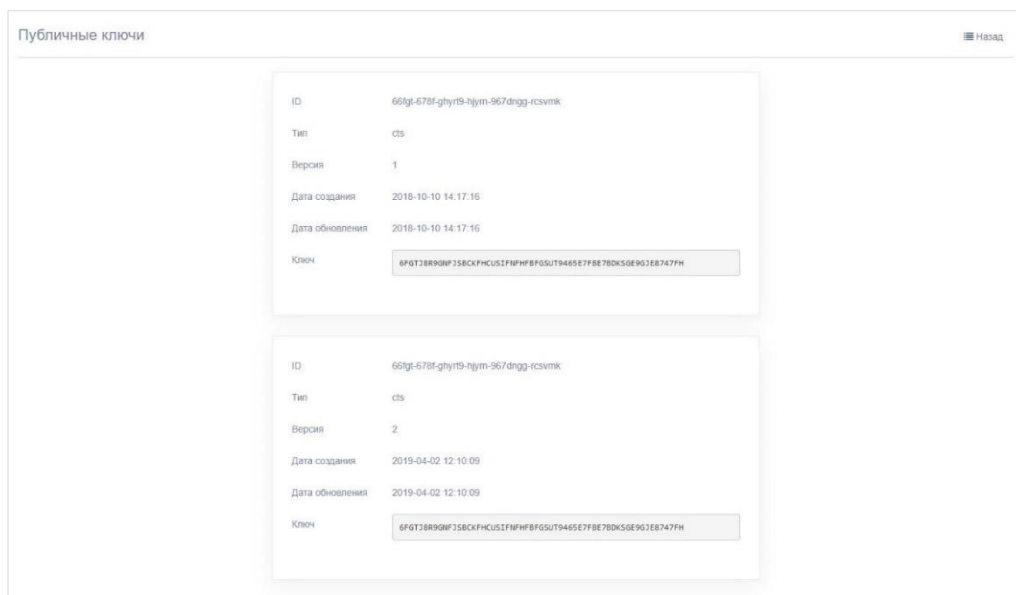 Публичные ключи
Назад
ID 66fgt-678f-ghyrt9-hjym-967dngg-rcsvmk
Тип cts
Версия 1
Дата создания 2018-10-10 14:17:16
Дата обновления 2018-10-10 14:17:16
Ключ 6FGTJ8R9GNFJSBCKFHCUSIFNFHFBFGSUT9465E7FBE7BDKSGE9GJE8747FH
ID 66fgt-678f-ghyrt9-hjym-967dngg-rcsvmk
Тип cts
Версия 2
Дата создания 2019-04-02 12:10:09
Дата обновления 2019-04-02 12:10:09
Ключ 6FGTJ8R9GNFJSBCKFHCUSIFNFHFBFGSUT9465E7FBE7BDKSGE9GJE8747FH